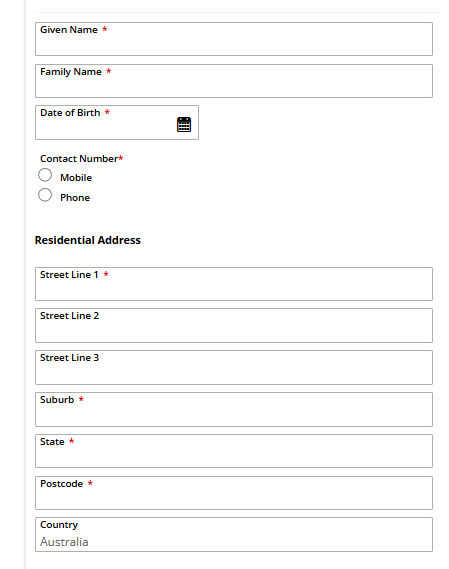 Given Name *
Family Name *
Date of Birth *
Contact Number*
Mobile
Phone
Residential Address
Street Line 1 *
Street Line 2
Street Line 3
Suburb *
State *
Postcode *
Country
Australia